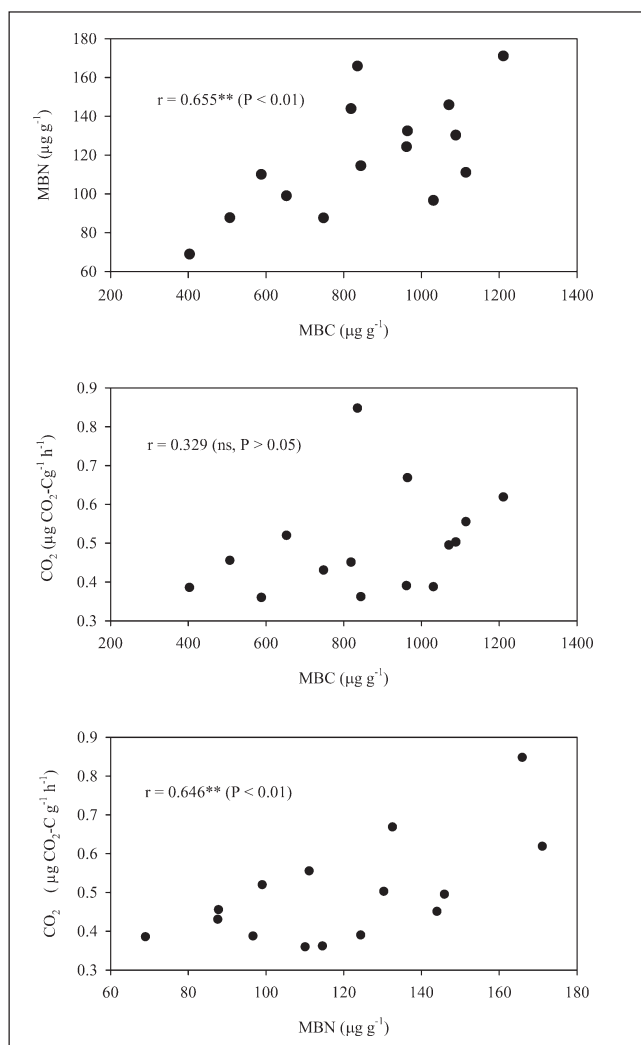 180
160
140
120
100
80
60
MBN (µg g⁻¹)
r = 0.655** (P < 0.01)
200 400 600 800 1000 1200 1400
MBC (µg g⁻¹)
0.9
0.8
0.7
0.6
0.5
0.4
0.3
CO₂ (µg CO₂-Cg⁻¹ h⁻¹)
r = 0.329 (ns, P > 0.05)
200 400 600 800 1000 1200 1400
MBC (µg g⁻¹)
0.9
0.8
0.7
0.6
0.5
0.4
0.3
CO₂ ( µg CO₂-C g⁻¹ h⁻¹)
r = 0.646** (P < 0.01)
60 80 100 120 140 160 180
MBN (µg g⁻¹)